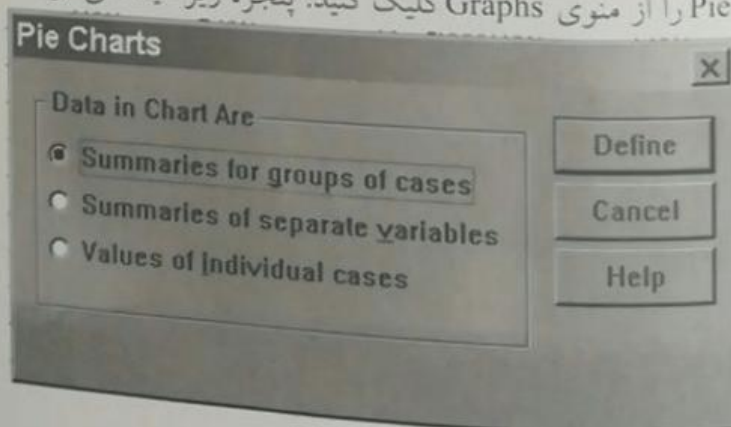 Pie را از منوی Graphs کلیک کنید. پنجره زیر
Pie Charts
Data in Chart Are
Summaries for groups of cases
Summaries of separate variables
Values of individual cases
Define
Cancel
Help